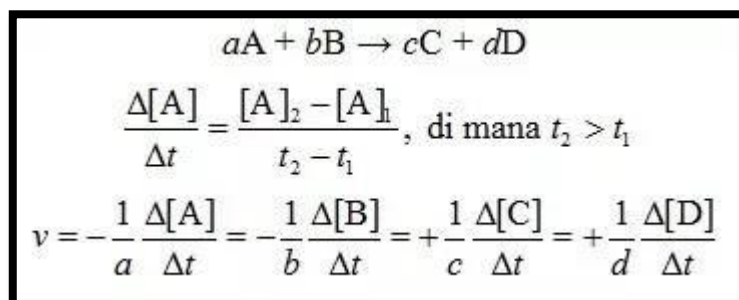 aA + bB → cC + dD
Δ[A]/Δt = ([A]₂ − [A]₁)/(t₂ − t₁), di mana t₂ > t₁
v = −(1/a)(Δ[A]/Δt) = −(1/b)(Δ[B]/Δt) = +(1/c)(Δ[C]/Δt) = +(1/d)(Δ[D]/Δt)